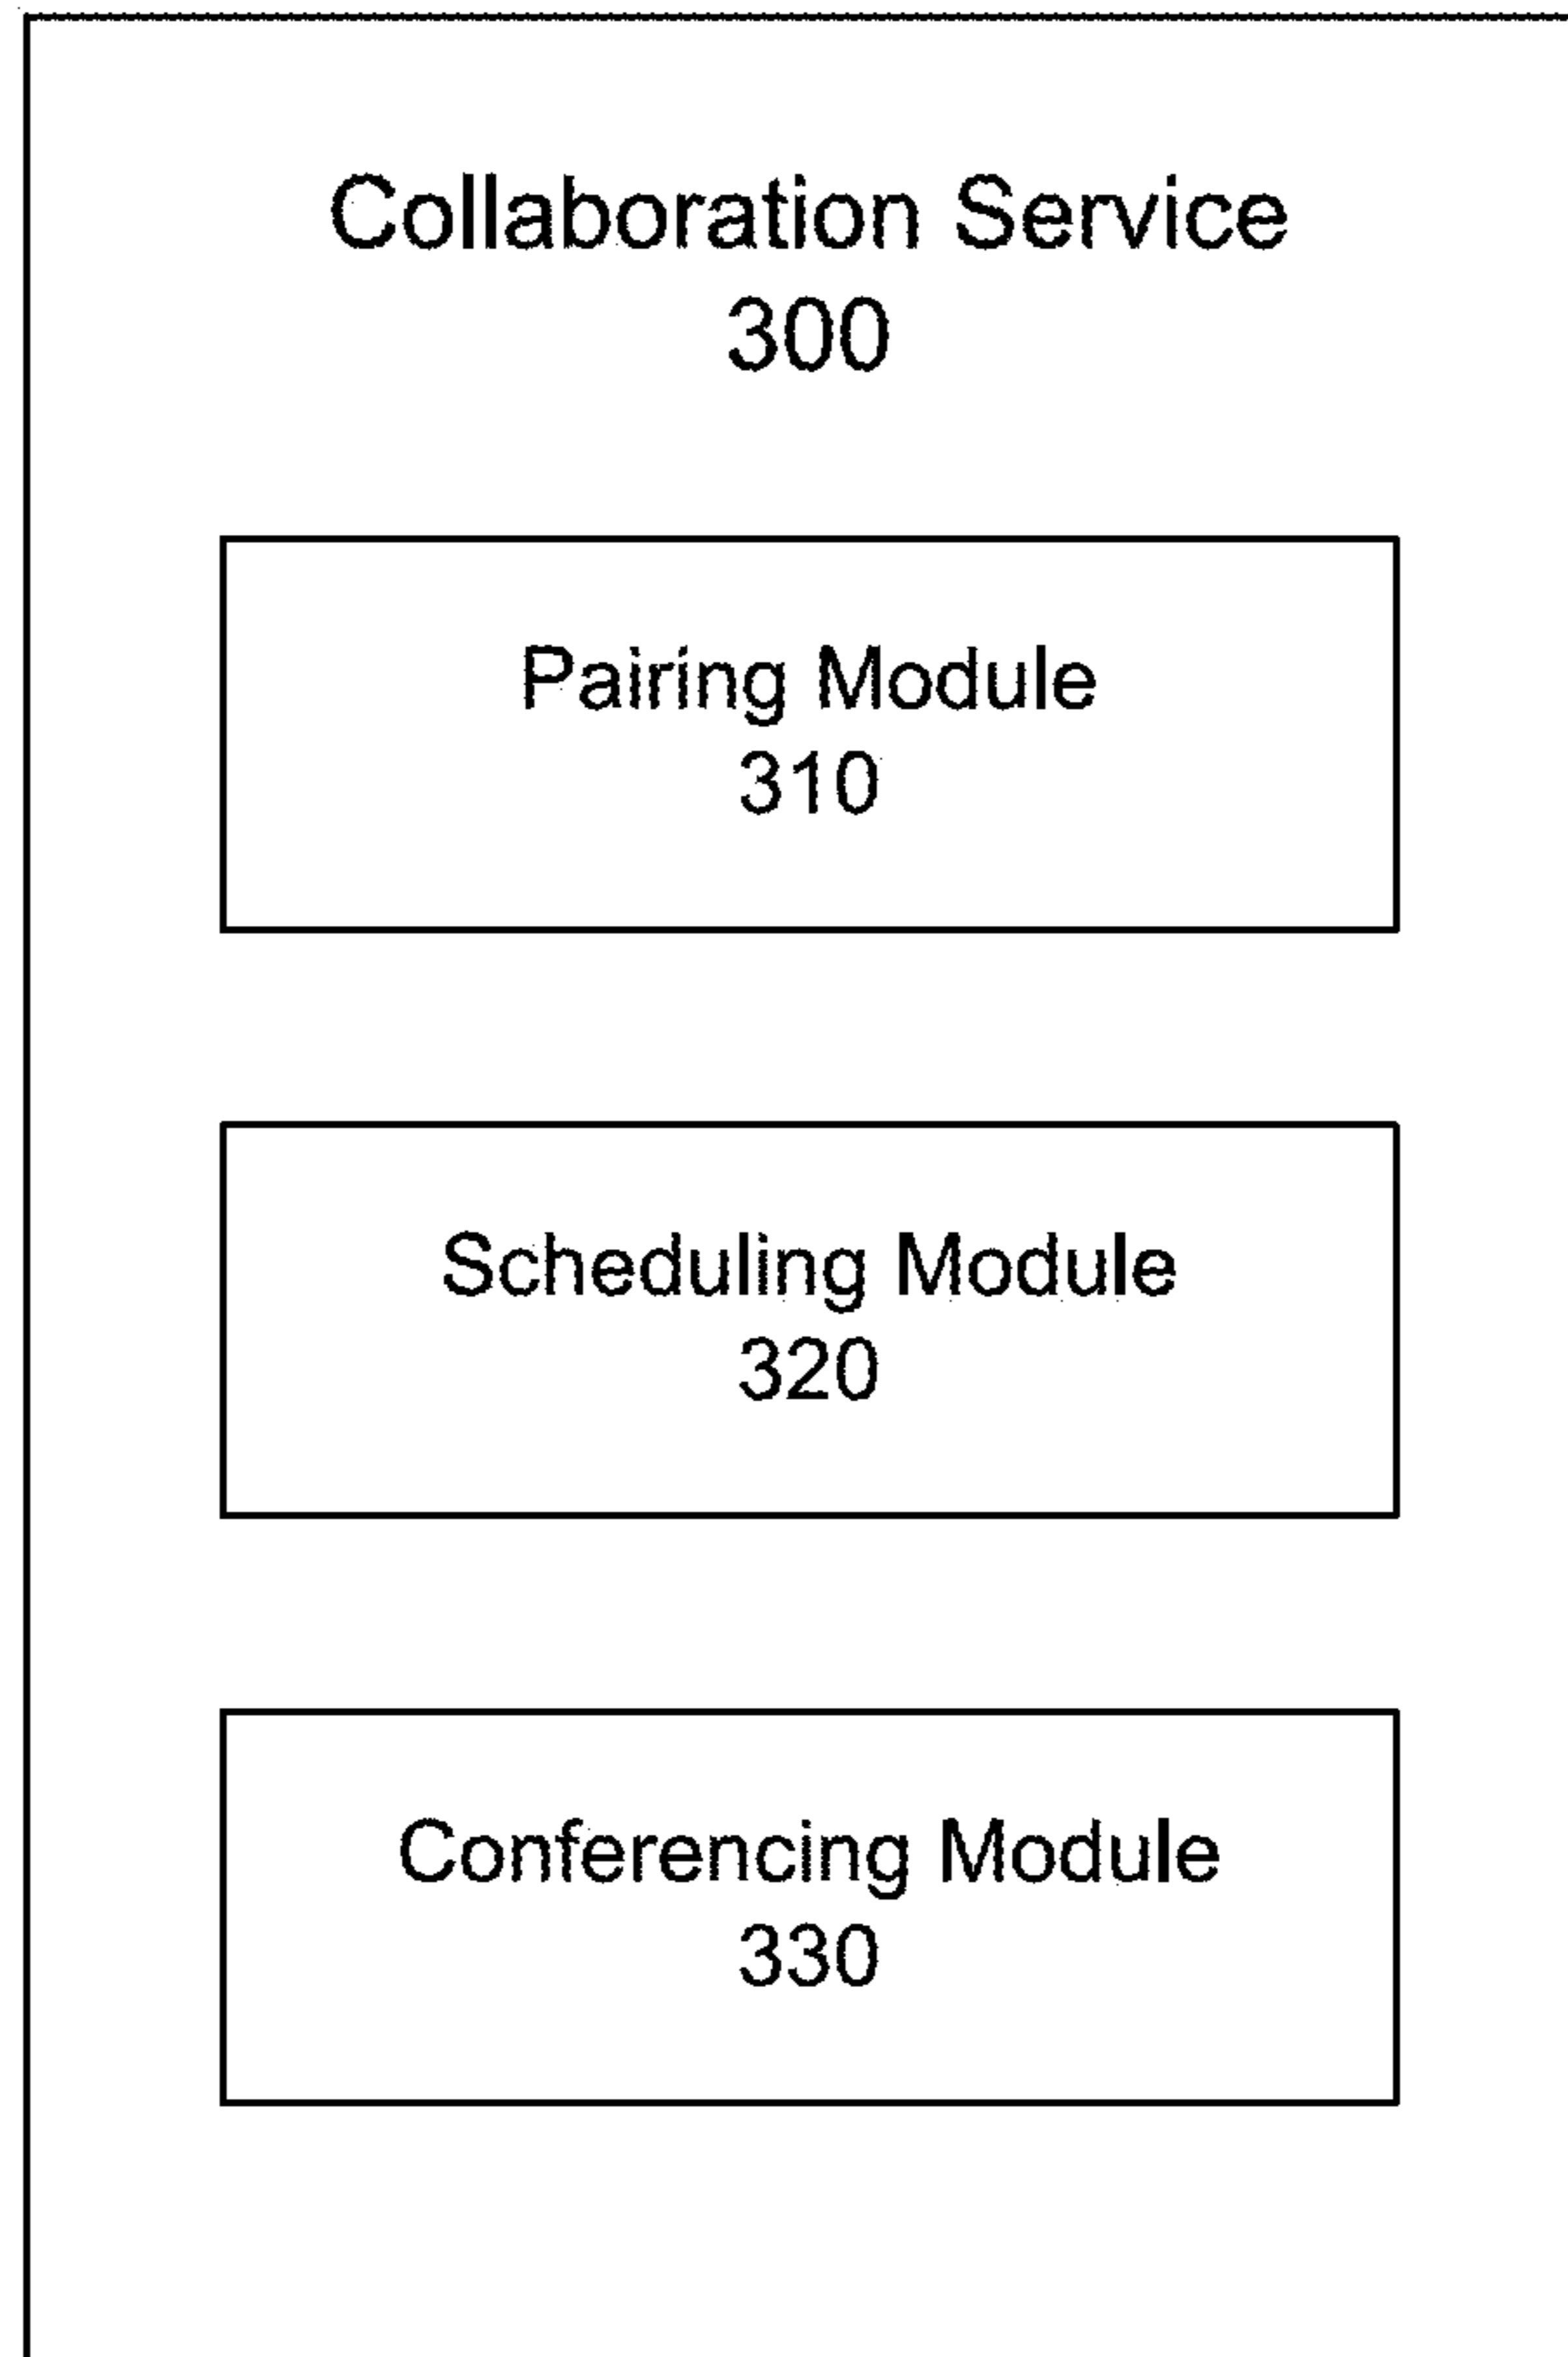 Collaboration Service
300
Pairing Module
310
Scheduling Module
320
Conferencing Module
330